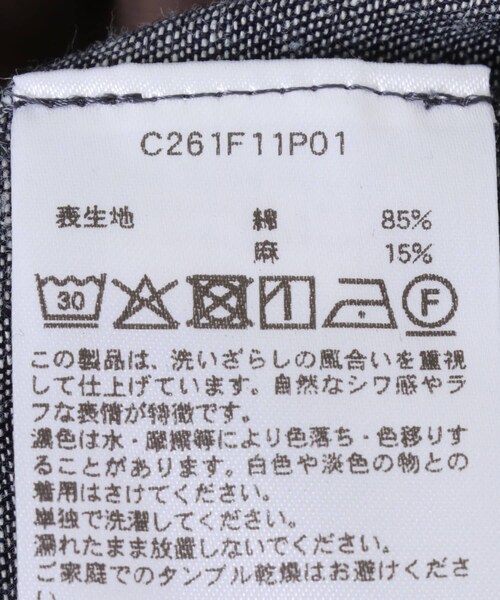 C261F11P01
表生地 綿 85%
麻 15%
30 F
この製品は、洗いざらしの風合いを重視
して仕上げています。自然なシワ感やラ
フな表情が特徴です。
濃色は水・摩擦等により色落ち・色移りす
ることがあります。白色や淡色の物との
着用はさけてください。
単独で洗濯してください。
濡れたまま放置しないでください。
ご家庭でのタンブル乾燥はお避けくださ
い